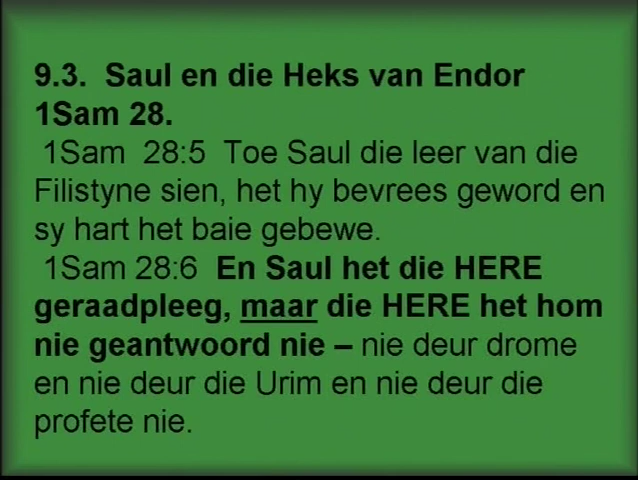 9.3.  Saul en die Heks van Endor
1Sam 28.
1Sam  28:5  Toe Saul die leer van die
Filistyne sien, het hy bevrees geword en
sy hart het baie gebewe.
1Sam 28:6  En Saul het die HERE
geraadpleeg, maar die HERE het hom
nie geantwoord nie – nie deur drome
en nie deur die Urim en nie deur die
profete nie.